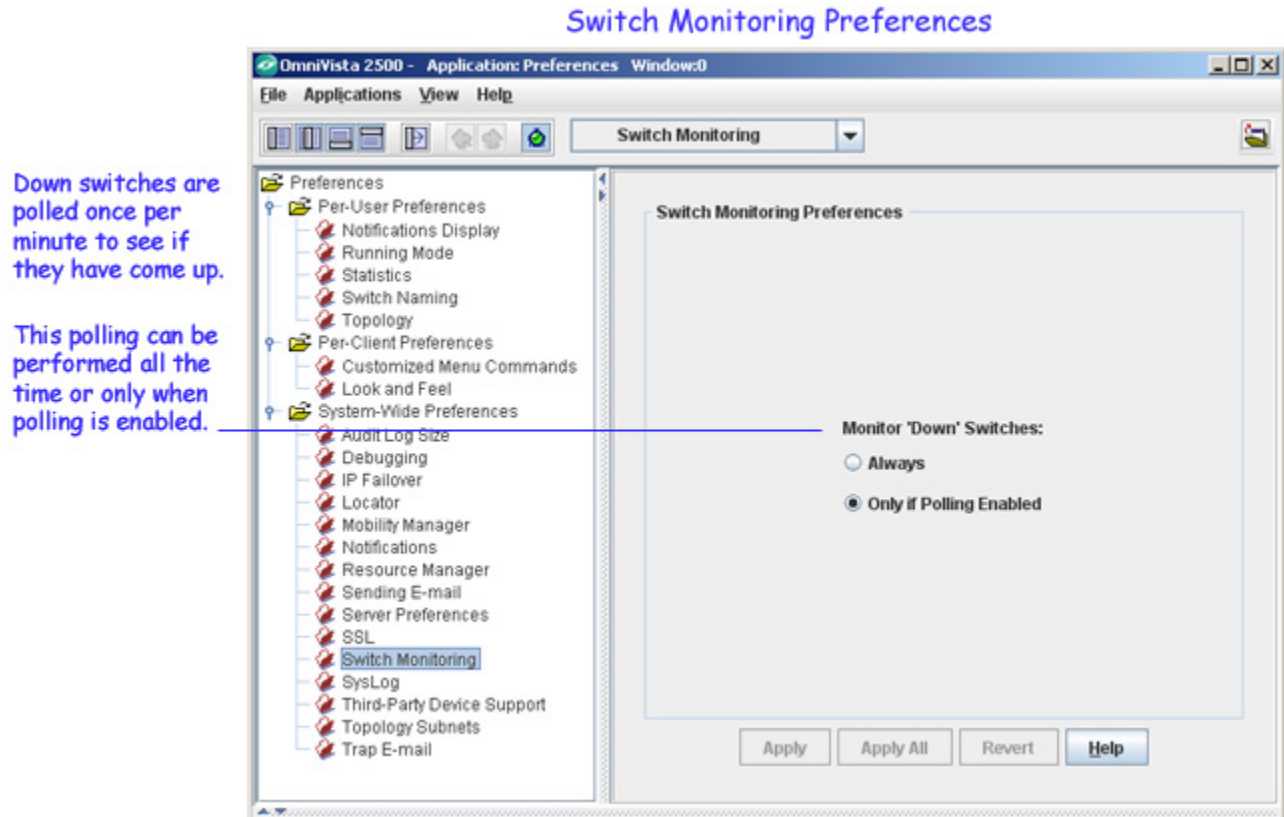 Switch Monitoring Preferences
OmniVista 2500 - Application: Preferences Window:0
File Applications View Help
Switch Monitoring
Down switches are
polled once per
minute to see if
they have come up.
This polling can be
performed all the
time or only when
polling is enabled.
Preferences
Per-User Preferences
Notifications Display
Running Mode
Statistics
Switch Naming
Topology
Per-Client Preferences
Customized Menu Commands
Look and Feel
System-Wide Preferences
Audit Log Size
Debugging
IP Failover
Locator
Mobility Manager
Notifications
Resource Manager
Sending E-mail
Server Preferences
SSL
Switch Monitoring
SysLog
Third-Party Device Support
Topology Subnets
Trap E-mail
Switch Monitoring Preferences
Monitor 'Down' Switches:
Always
Only if Polling Enabled
Apply Apply All Revert Help